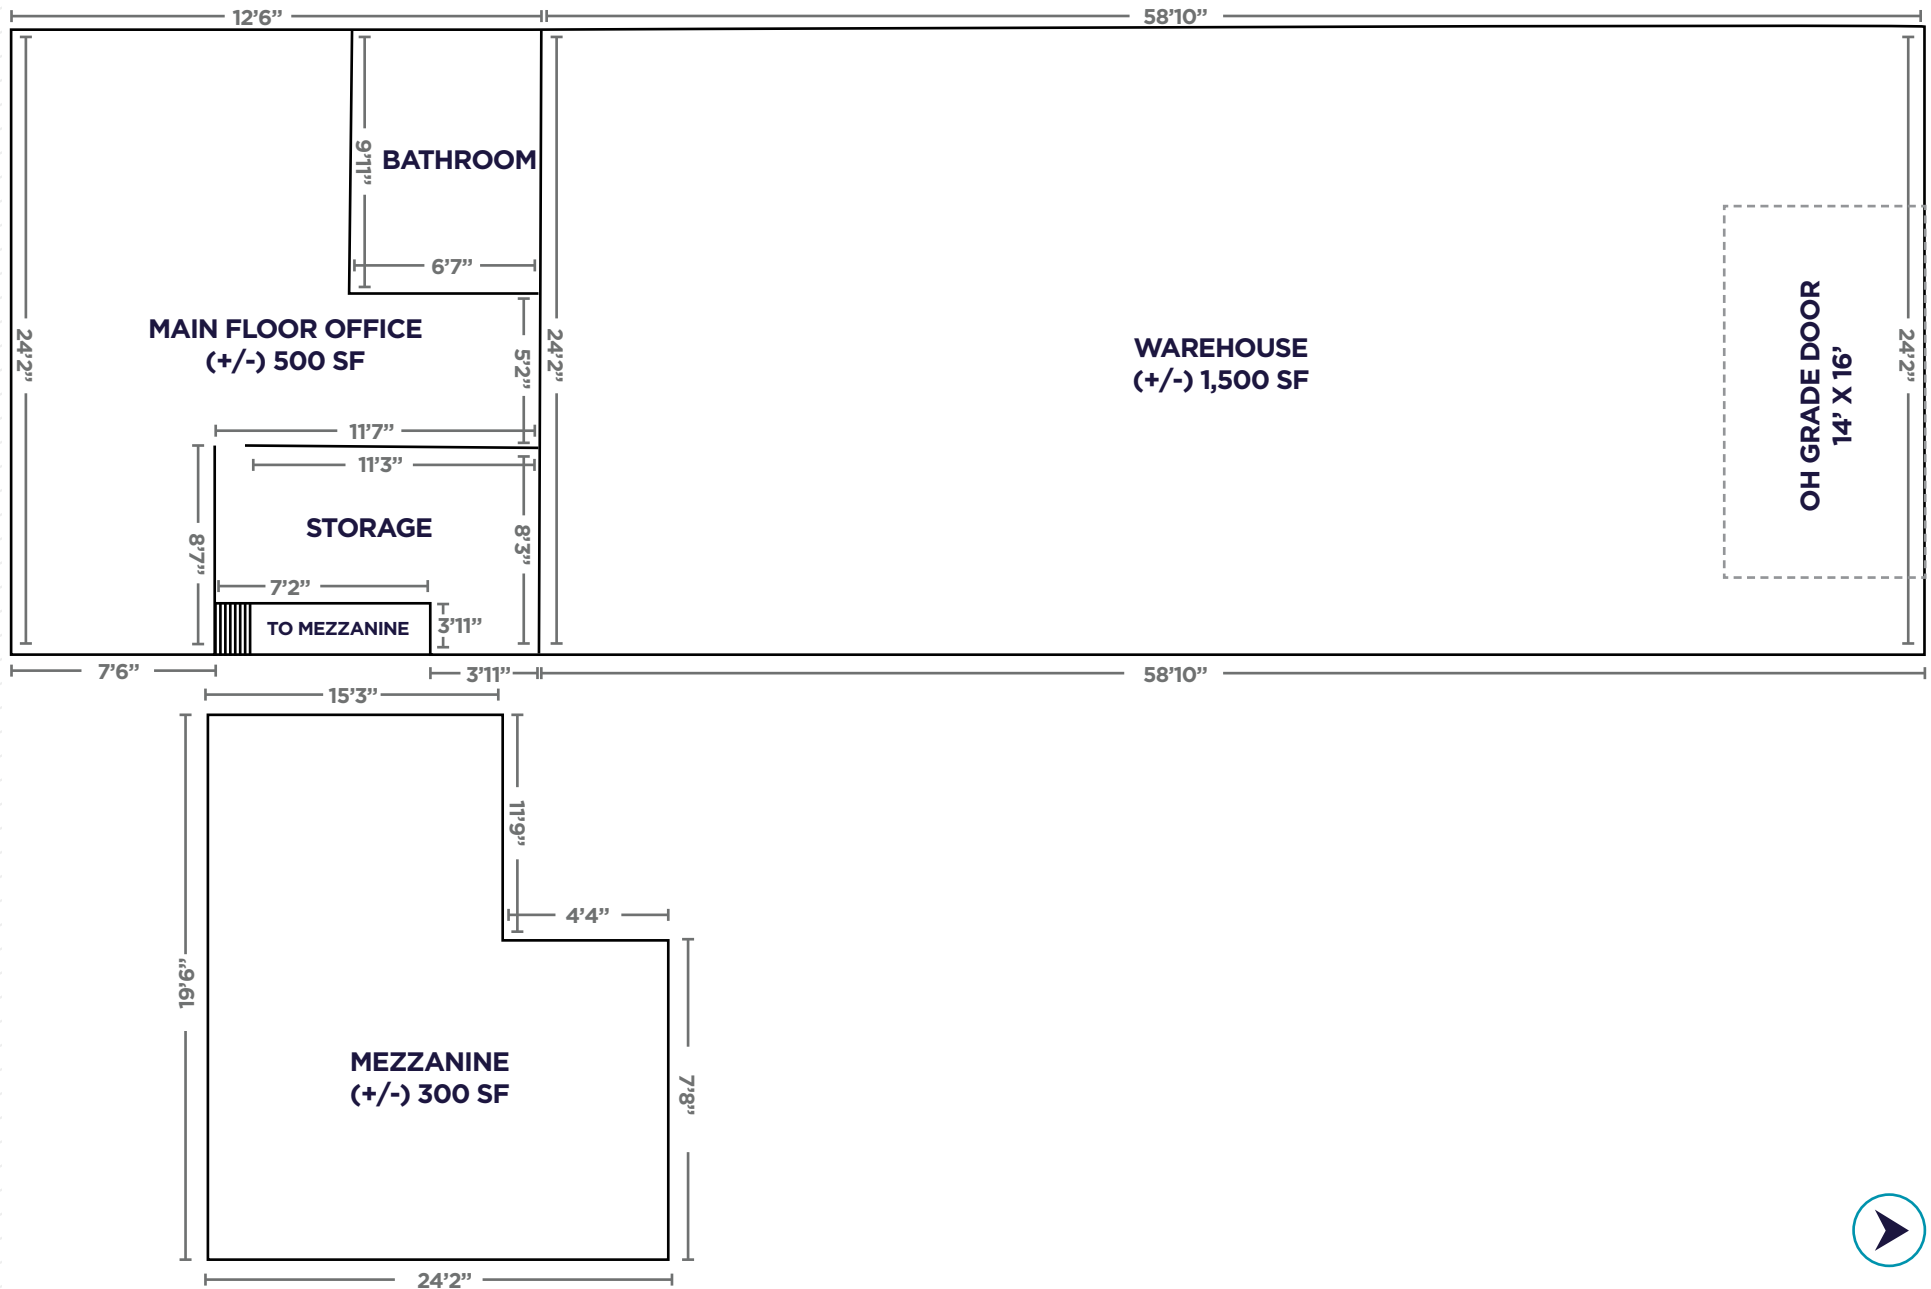 12’6”
58’10”
BATHROOM
9’11”
6’7”
MAIN FLOOR OFFICE
(+/-) 500 SF
24’2”
5’2”
24’2”
WAREHOUSE
(+/-) 1,500 SF
OH GRADE DOOR
14’ X 16’
24’2”
11’7”
11’3”
STORAGE
8’7”
8’3”
7’2”
TO MEZZANINE
3’11”
7’6”
3’11”
58’10”
15’3”
11’9”
4’4”
19’6”
MEZZANINE
(+/-) 300 SF
7’8”
24’2”